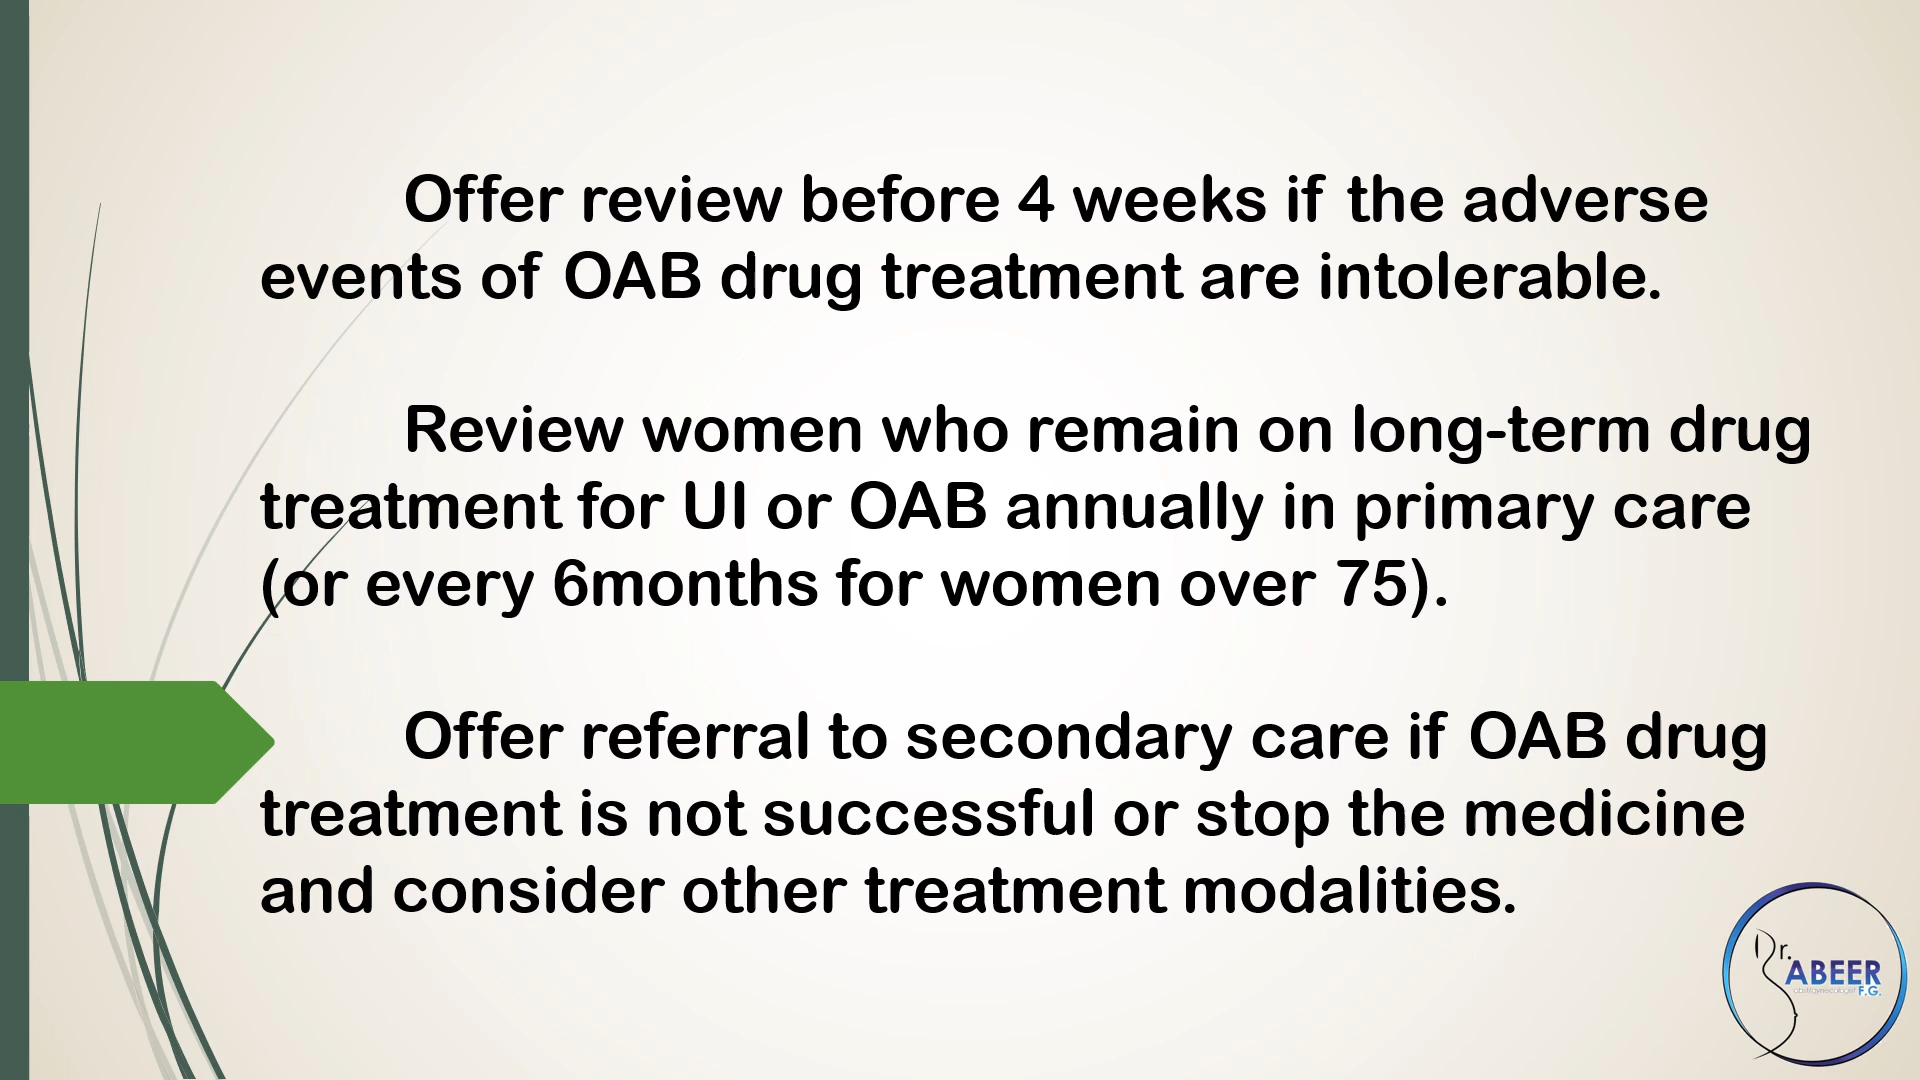 Offer review before 4 weeks if the adverse
events of OAB drug treatment are intolerable.
Review women who remain on long-term drug
treatment for UI or OAB annually in primary care
(or every 6months for women over 75).
Offer referral to secondary care if OAB drug
treatment is not successful or stop the medicine
and consider other treatment modalities.
Dr.
ABEER
F.G.